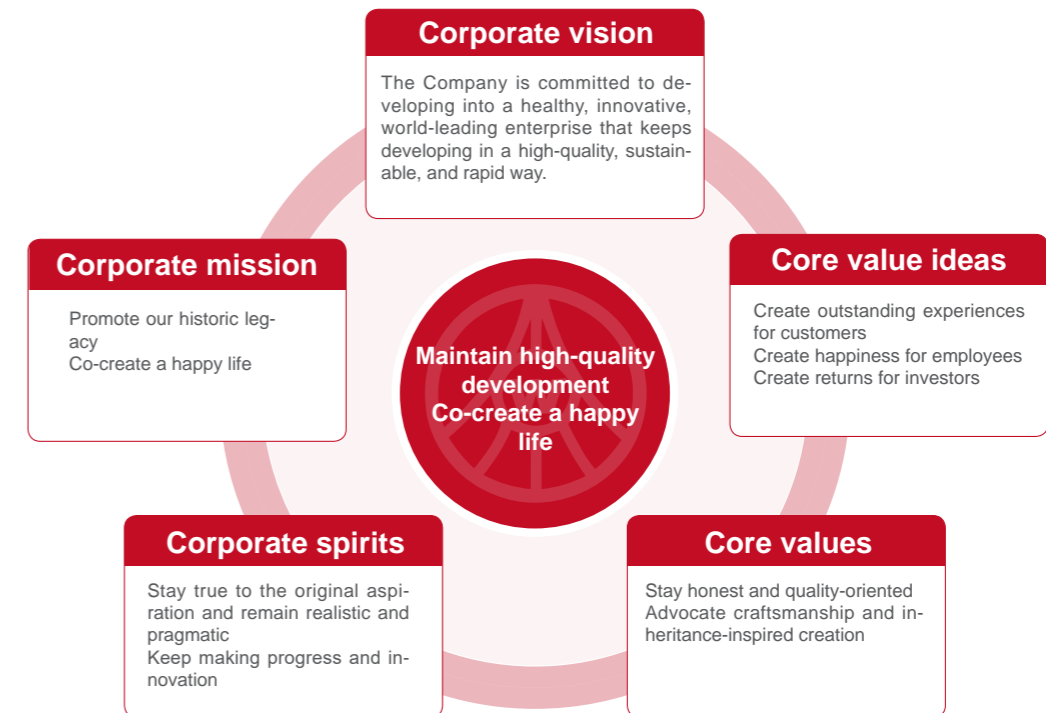 Corporate vision
The Company is committed to de-
veloping into a healthy, innovative,
world-leading enterprise that keeps
developing in a high-quality, sustain-
able, and rapid way.
Corporate mission
Promote our historic leg-
acy
Co-create a happy life
Core value ideas
Create outstanding experiences
for customers
Create happiness for employees
Create returns for investors
Maintain high-quality
development
Co-create a happy
life
Corporate spirits
Stay true to the original aspi-
ration and remain realistic and
pragmatic
Keep making progress and in-
novation
Core values
Stay honest and quality-oriented
Advocate craftsmanship and in-
heritance-inspired creation